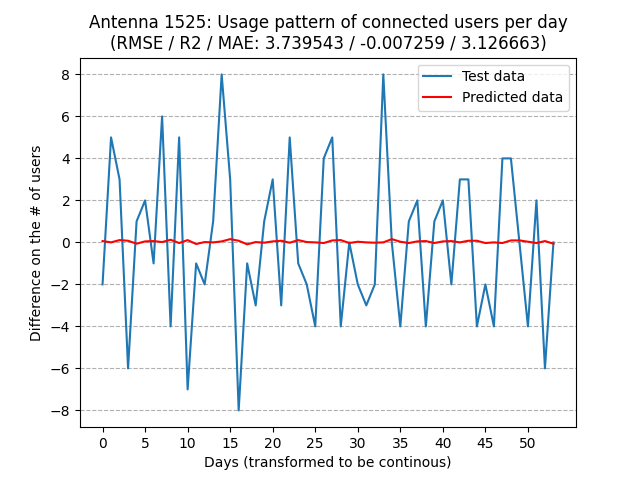 Antenna 1525: Usage pattern of connected users per day
(RMSE / R2 / MAE: 3.739543 / -0.007259 / 3.126663)
Test data
Predicted data
Difference on the # of users
8
6
4
2
0
−2
−4
−6
−8
0 5 10 15 20 25 30 35 40 45 50
Days (transformed to be continous)